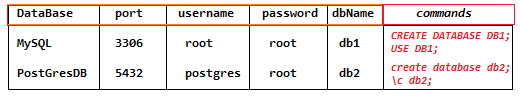 DataBase port username password dbName commands
MySQL 3306 root root db1 CREATE DATABASE DB1;
USE DB1;
PostGresDB 5432 postgres root db2 create database db2;
\c db2;